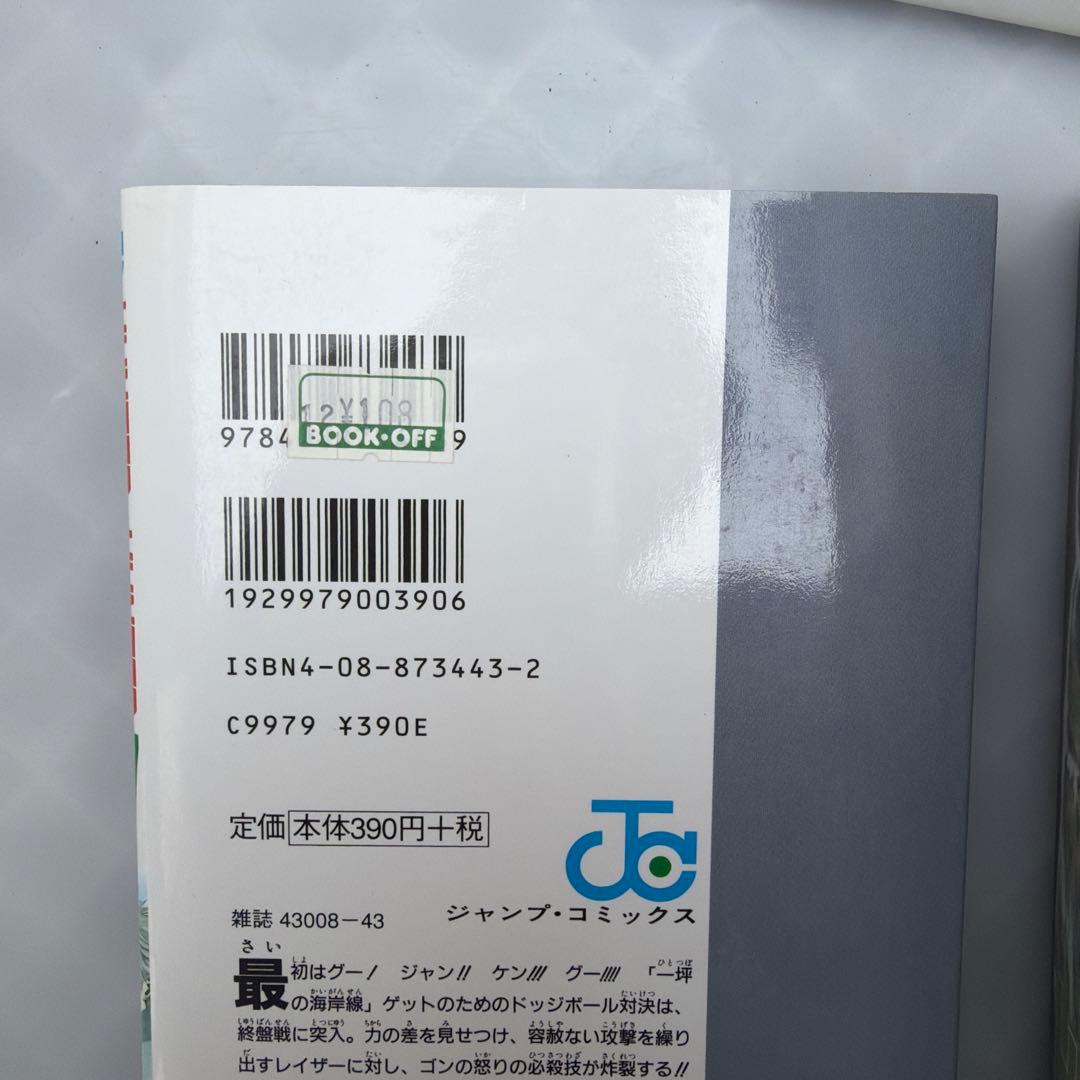 9784
9
12¥108
BOOK・OFF
1929979003906
ISBN4-08-873443-2
C9979 ¥390E
定価 本体390円+税
JC
ジャンプ・コミックス
雑誌 43008-43
最初はグー! ジャン!! ケン!!! グー!!!! 「一坪
の海岸線」ゲットのためのドッジボール対決は、
終盤戦に突入。力の差を見せつけ、容赦ない攻撃を繰り
出すレイザーに対し、ゴンの怒りの必殺技が炸裂する!!